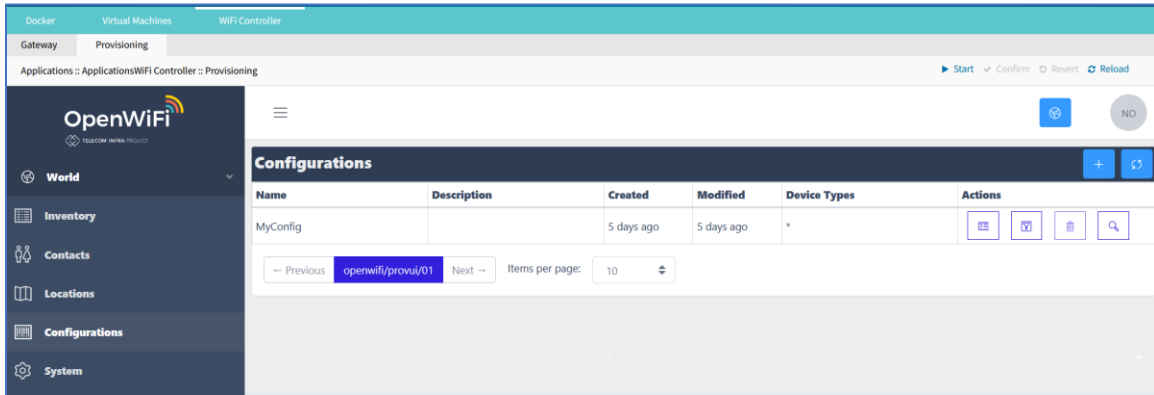 Docker Virtual Machines WiFi Controller
Gateway Provisioning
Applications :: ApplicationsWiFi Controller :: Provisioning Start Confirm Revert Reload
OpenWiFi
TELECOM INFRA PROJECT
NO
World
Inventory
Contacts
Locations
Configurations
System
Configurations
Name Description Created Modified Device Types Actions
MyConfig 5 days ago 5 days ago *
← Previous openwifi/provui/01 Next → Items per page: 10